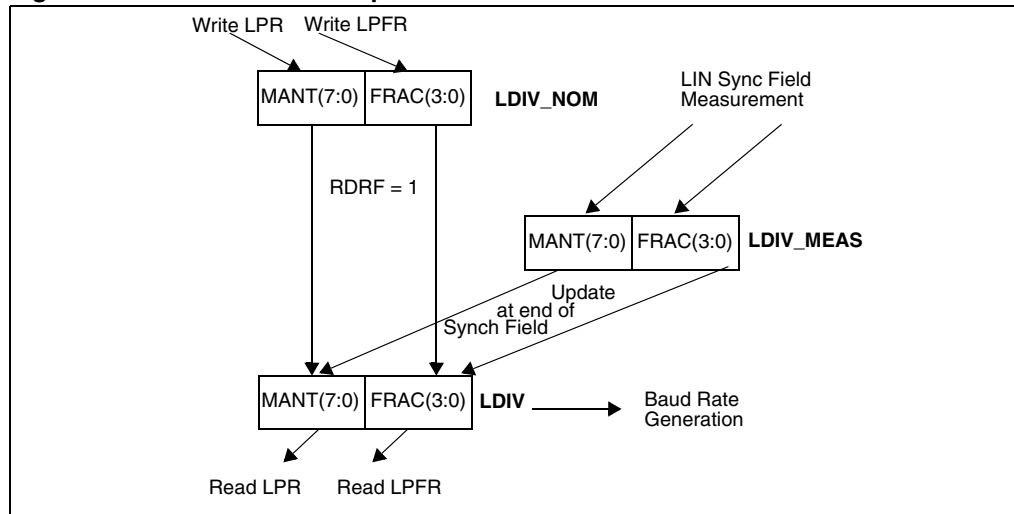 Write LPR Write LPFR
MANT(7:0) FRAC(3:0) LDIV_NOM
LIN Sync Field
Measurement
RDRF = 1
MANT(7:0) FRAC(3:0) LDIV_MEAS
Update
at end of
Synch Field
MANT(7:0) FRAC(3:0) LDIV
Baud Rate
Generation
Read LPR Read LPFR